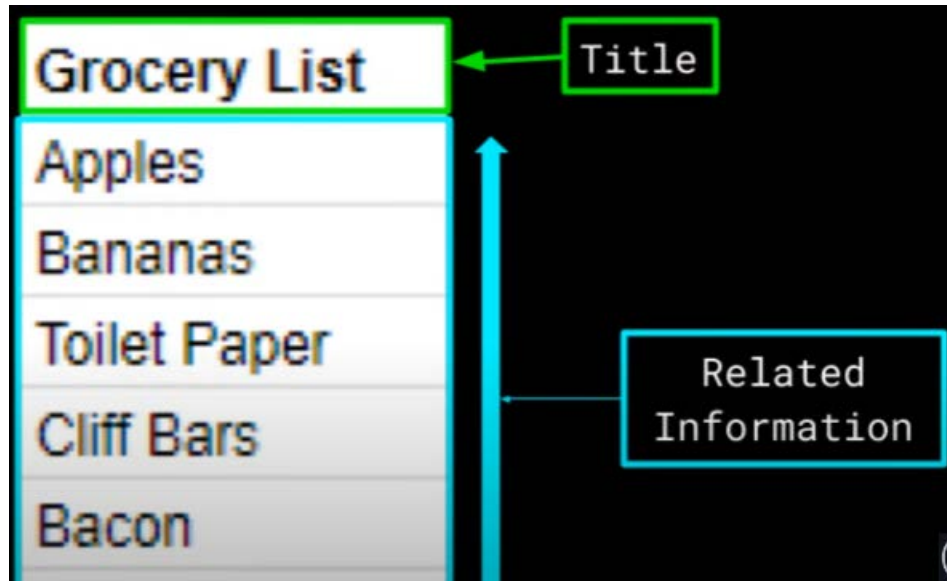 Grocery List
Title
Apples
Bananas
Toilet Paper
Cliff Bars
Bacon
Related
Information